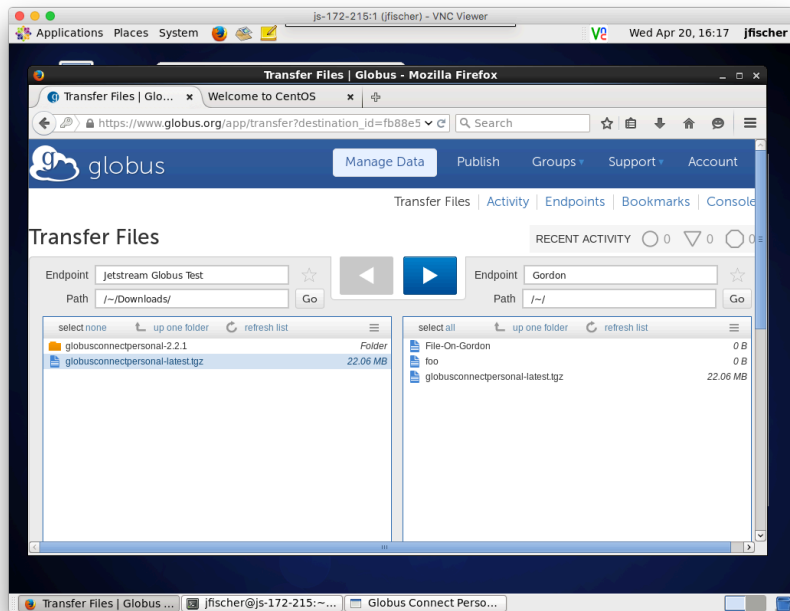 js-172-215:1 (jfischer) - VNC Viewer
Applications Places System Wed Apr 20, 16:17 jfischer
Transfer Files | Globus - Mozilla Firefox
Transfer Files | Glo... Welcome to CentOS
https://www.globus.org/app/transfer?destination_id=fb88e5 Search
globus Manage Data Publish Groups Support Account
Transfer Files Activity Endpoints Bookmarks Console
Transfer Files RECENT ACTIVITY 0 0 0
Endpoint Jetstream Globus Test Endpoint Gordon
Path /~/Downloads/ Go Path /~/ Go
select none up one folder refresh list select all up one folder refresh list
globusconnectpersonal-2.2.1 Folder File-On-Gordon 0 B
globusconnectpersonal-latest.tgz 22.06 MB foo 0 B
globusconnectpersonal-latest.tgz 22.06 MB
Transfer Files | Globus ... jfischer@js-172-215:~... Globus Connect Perso...